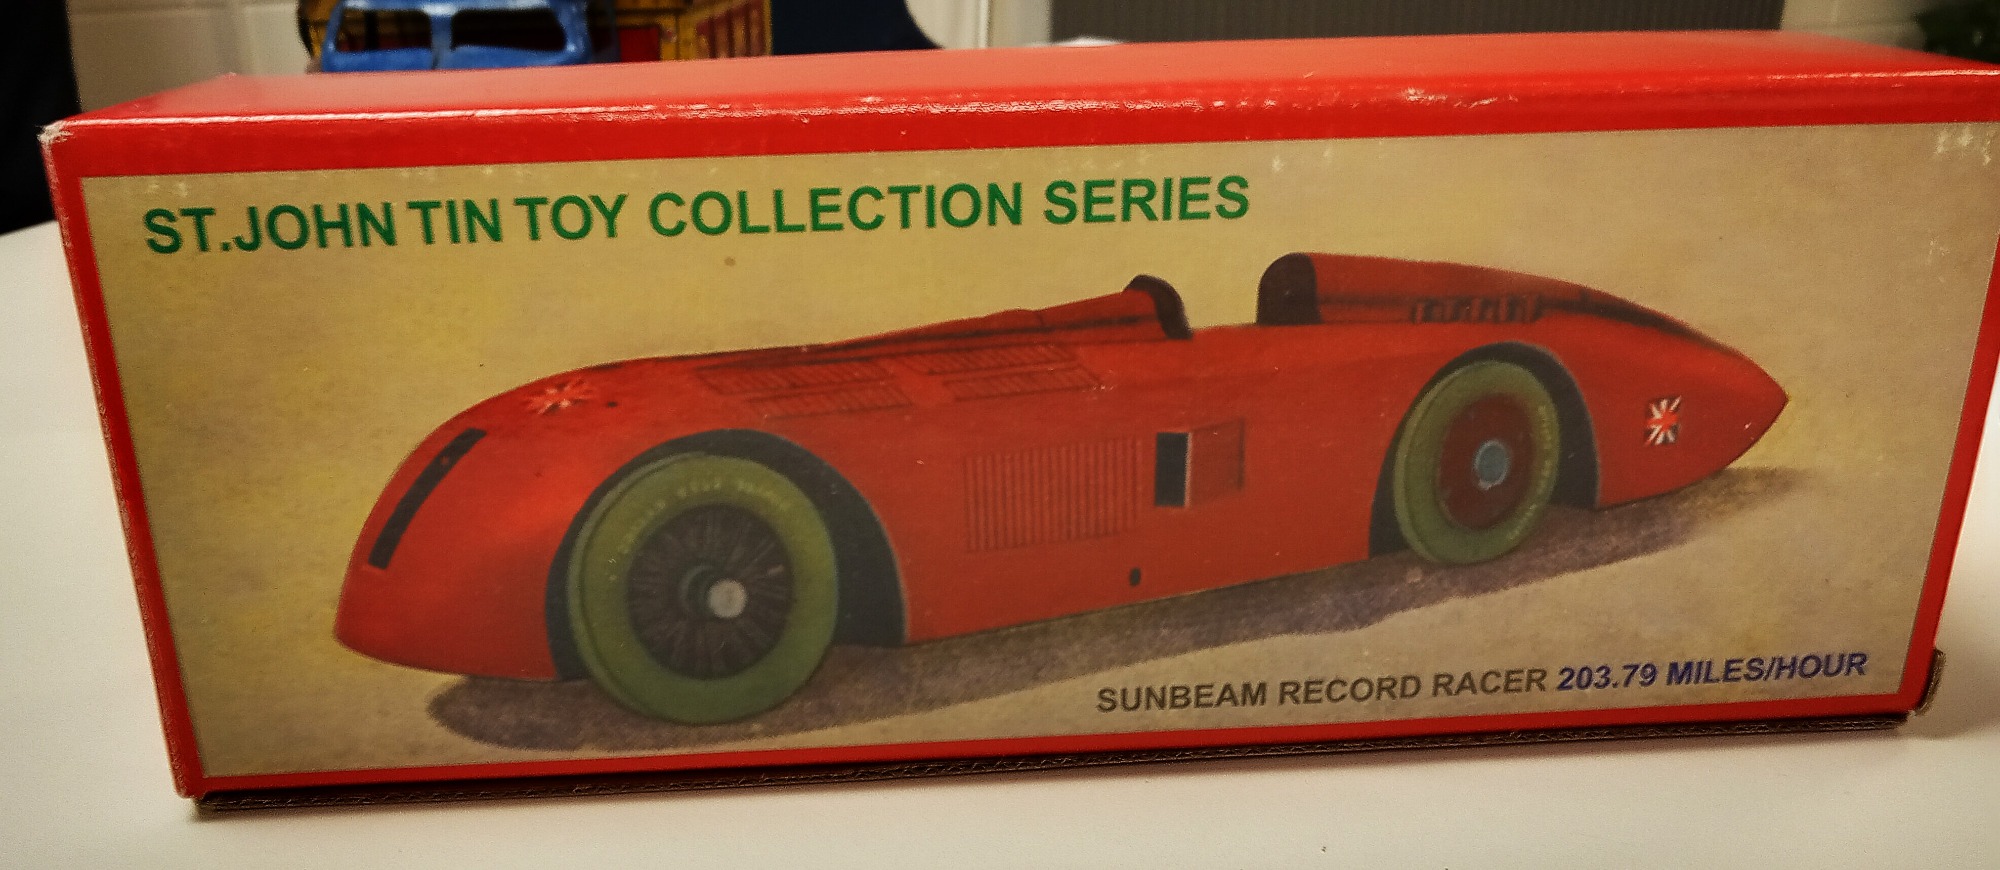 ST.JOHN TIN TOY COLLECTION SERIES
SUNBEAM RECORD RACER 203.79 MILES/HOUR